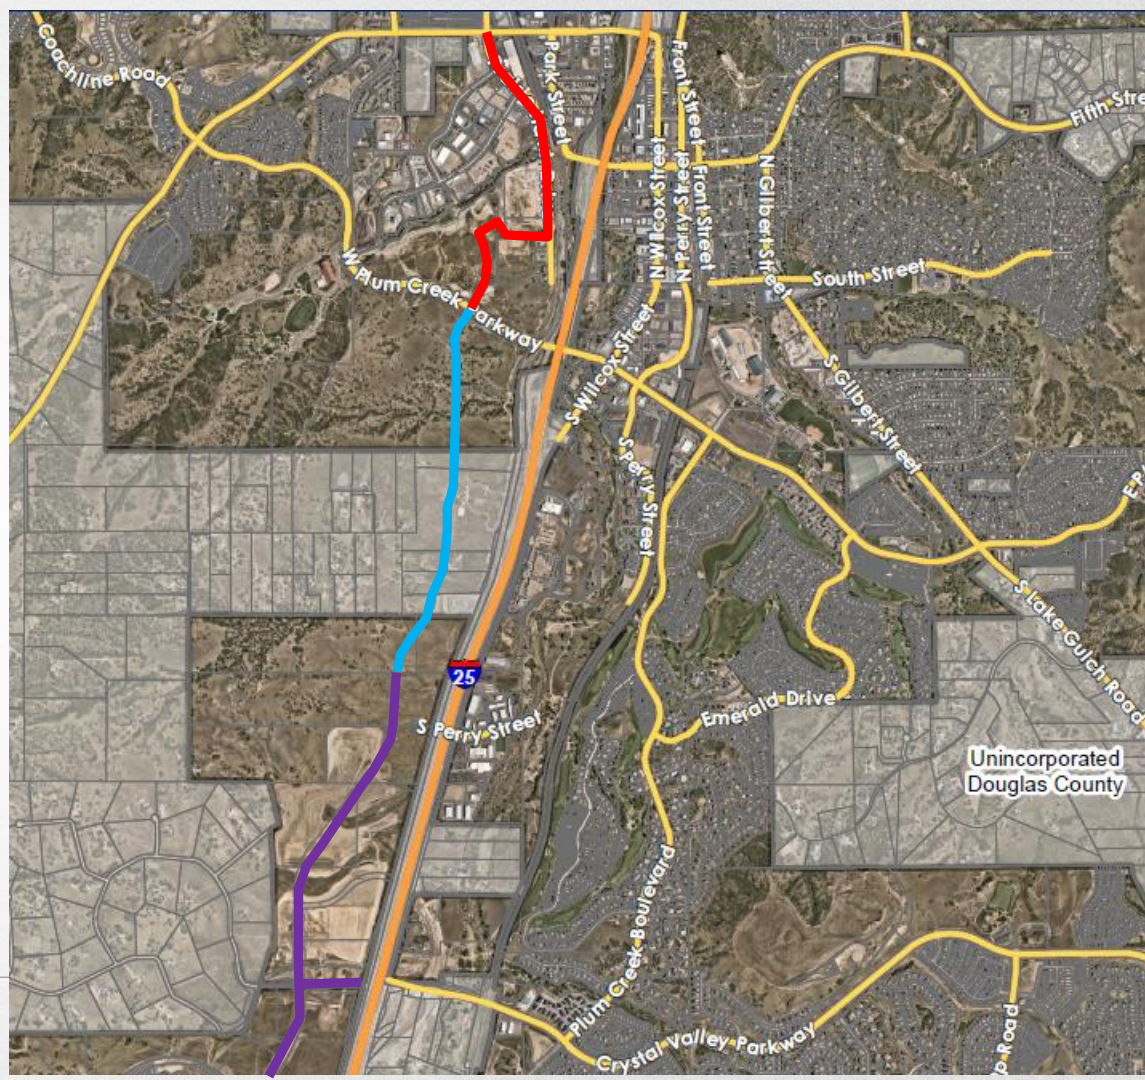 Coachline Road
Park Street
Front Street
Fifth Stre
N Wilcox Street
N Perry Street
Front Street
N Gilbert Street
South Street
W Plum Creek Parkway
S Wilcox Street
S Gilbert Street
S Perry Street
E P
S Lake Gulch Road
25
S Perry Street
Emerald Drive
Unincorporated
Douglas County
Plum Creek Boulevard
Crystal Valley Parkway
p Road